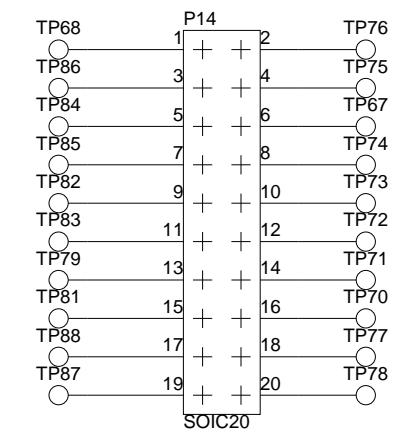 P14
TP68 1 2 TP76
TP86 3 4 TP75
TP84 5 6 TP67
TP85 7 8 TP74
TP82 9 10 TP73
TP83 11 12 TP72
TP79 13 14 TP71
TP81 15 16 TP70
TP88 17 18 TP77
TP87 19 20 TP78
SOIC20